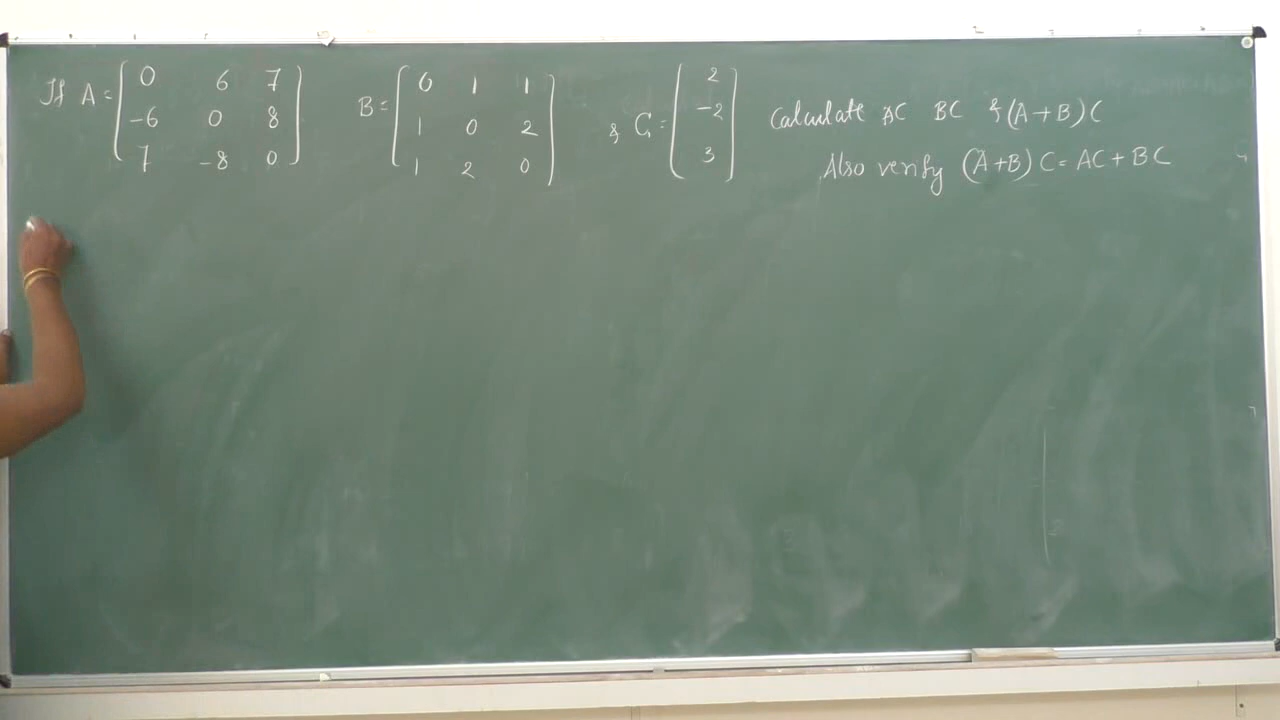 If A = [0 6 7 B = [0 1 1 & C = [2 Calculate AC BC & (A+B) C
-6 0 8 1 0 2 -2 Also verify (A+B) C = AC + BC
7 -8 0] 1 2 0] 3]